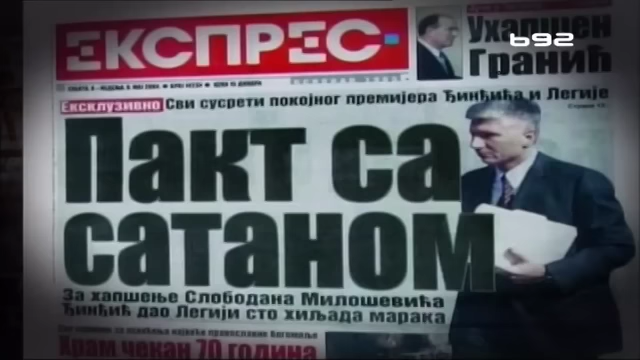 ЕКСПРЕС
b92
Ухапшен
Гранић
Ексклузивно Сви сусрети покојног премијера Ђинђића и Легије
Пакт са
сатаном
За хапшење Слободана Милошевића
Ђинђић дао Легији сто хиљада марака
Храм чекан 70 година